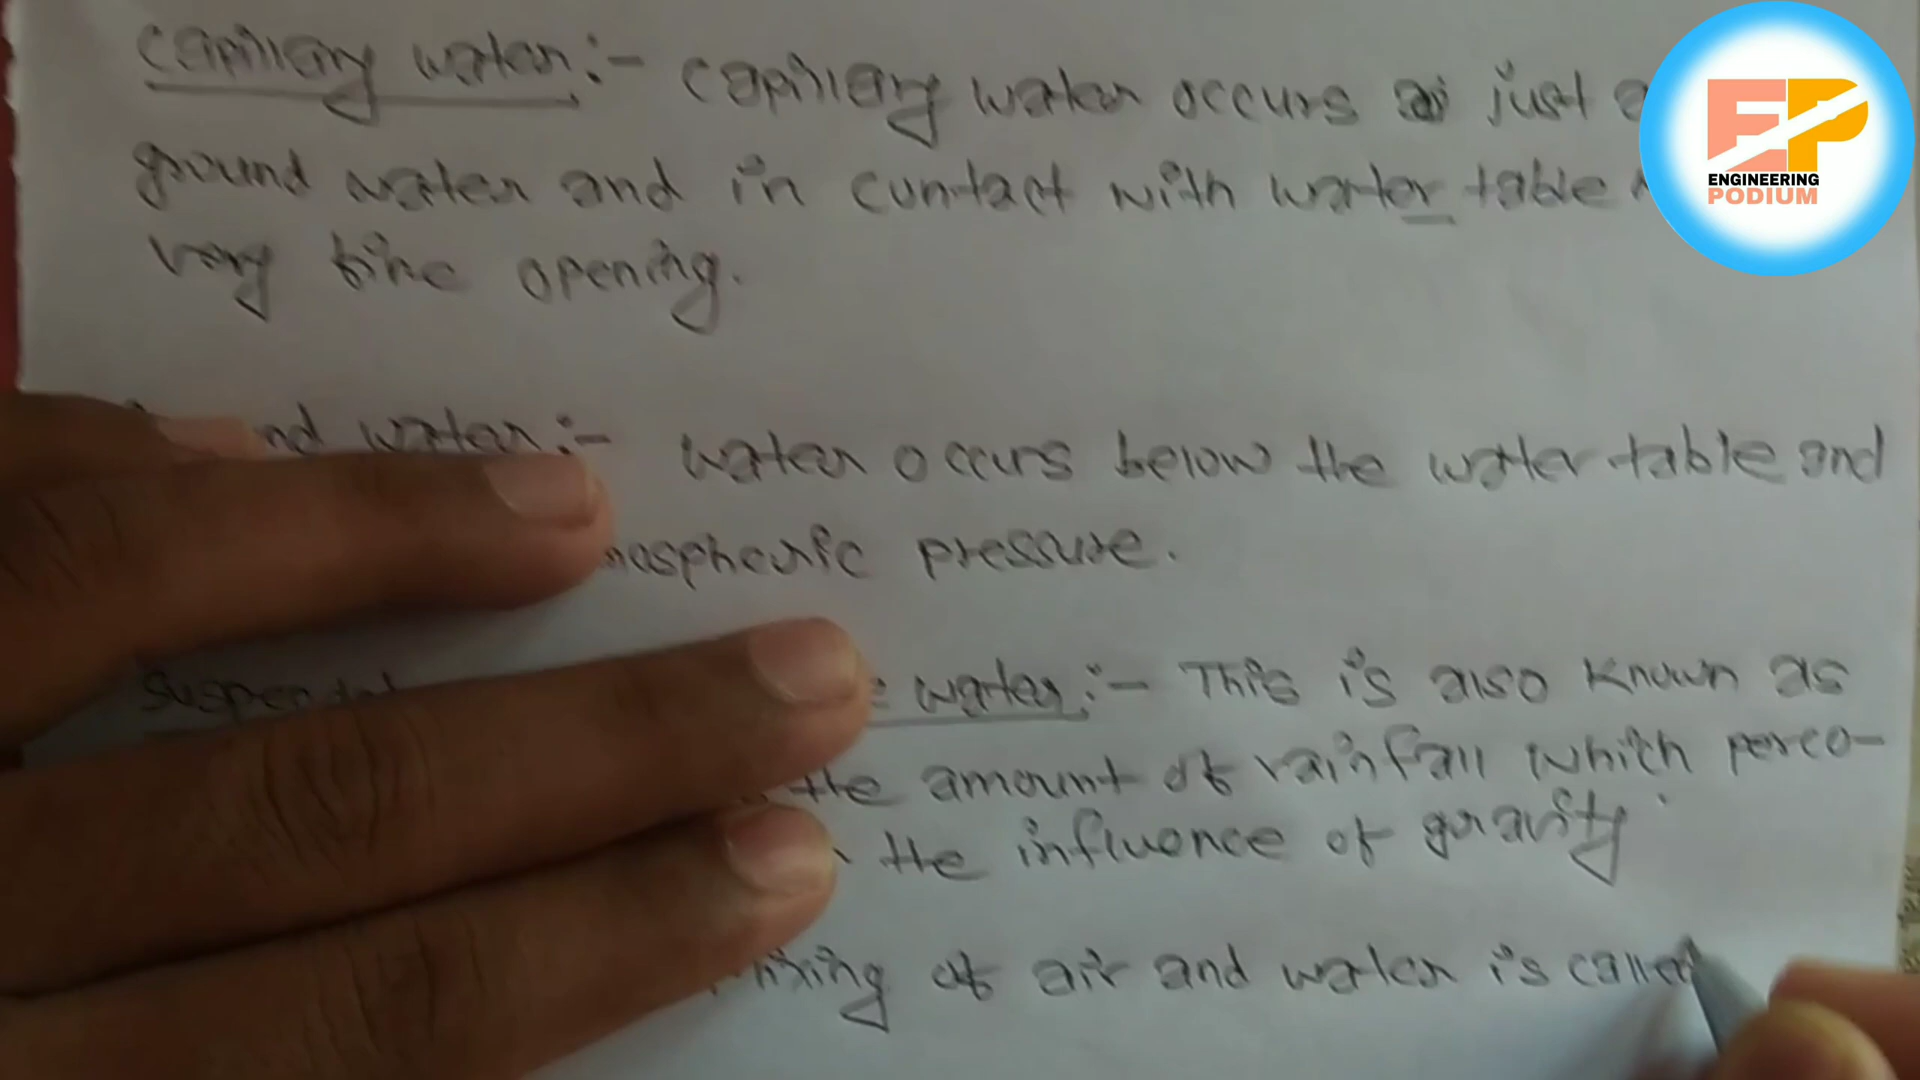 Capillary water:- Capillary water occurs as just
ground water and in contact with water table
very fine opening.
water:- water occurs below the water table and
pressure.
water:- This is also known as
the amount of rainfall which perco-
the influence of gravity.
of air and water is called
ENGINEERING
PODIUM